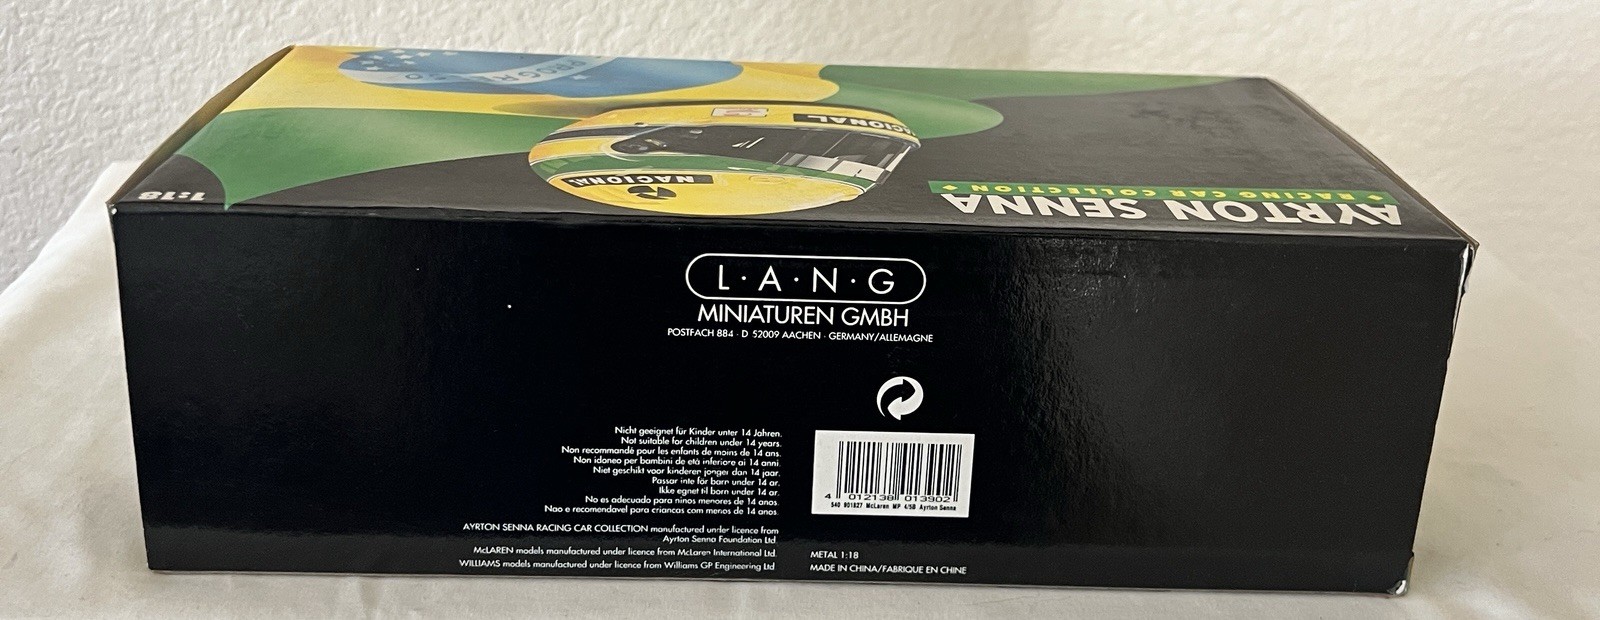 PROGR
NACIONAL
NACIONAL
RACING CAR COLLECTION
AYRTON SENNA
1:18
L·A·N·G
MINIATUREN GMBH
POSTFACH 884 · D 52009 AACHEN · GERMANY/ALLEMAGNE
Nicht geeignet für Kinder unter 14 Jahren.
Not suitable for children under 14 years.
Non recommandé pour les enfants de moins de 14 ans.
Non idoneo per bambini de età inferiore ai 14 anni.
Niet geschikt voor kinderen jonger dan 14 jaar.
Passar inte för barn under 14 ar.
Ikke egnet til born under 14 ar.
No es adecuado para ninos menores de 14 anos.
Nao e recomendavel para criancas com menos de 14 anos.
AYRTON SENNA RACING CAR COLLECTION manufactured under licence from
Ayrton Senna Foundation Ltd.
McLAREN models manufactured under licence from McLaren International Ltd.
WILLIAMS models manufactured under licence from Williams GP Engineering Ltd
4 012138 013902
540 901827 McLaren MP 4/5B Ayrton Senna
METAL 1:18
MADE IN CHINA/FABRIQUE EN CHINE